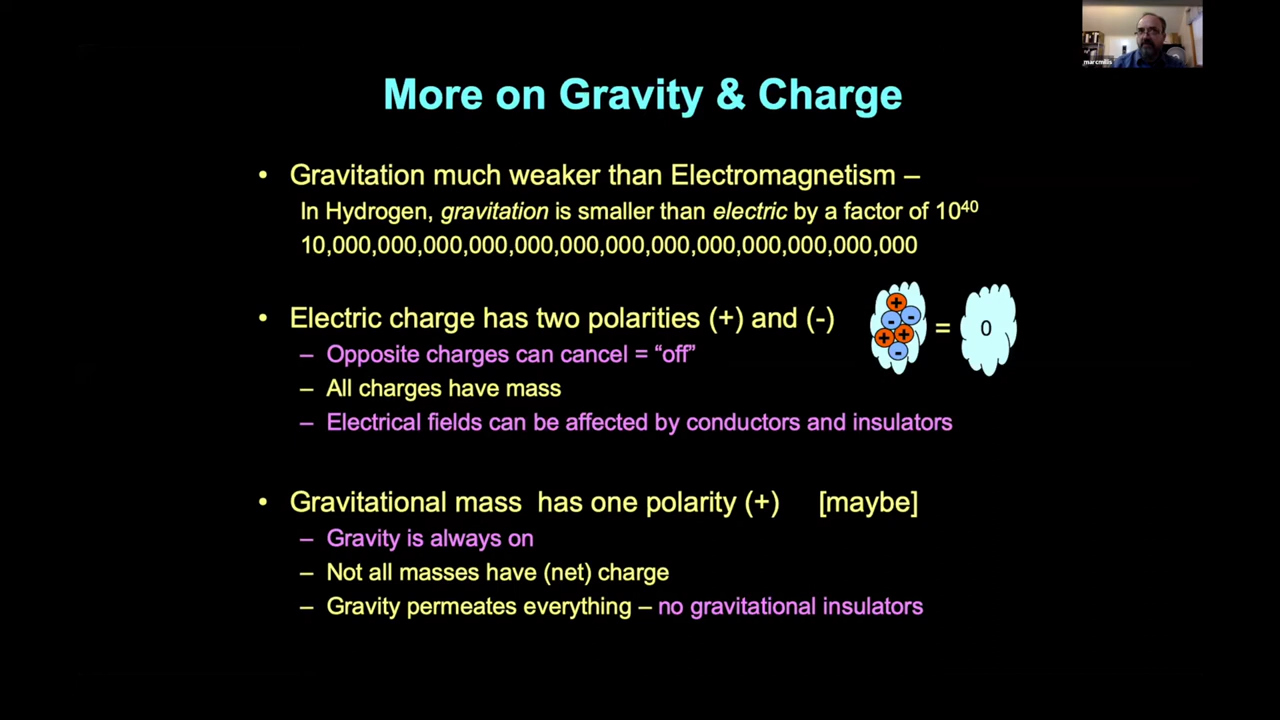 marcmillis
More on Gravity & Charge
• Gravitation much weaker than Electromagnetism –
In Hydrogen, gravitation is smaller than electric by a factor of 10⁴⁰
10,000,000,000,000,000,000,000,000,000,000,000,000,000
• Electric charge has two polarities (+) and (-)
– Opposite charges can cancel = “off”
– All charges have mass
– Electrical fields can be affected by conductors and insulators
+
- -
+ +
-
= 0
• Gravitational mass has one polarity (+) [maybe]
– Gravity is always on
– Not all masses have (net) charge
– Gravity permeates everything – no gravitational insulators